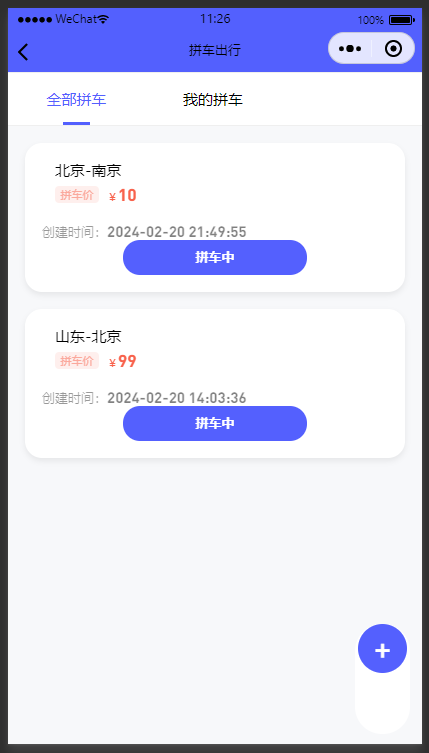 WeChat 11:26 100%
拼车出行
全部拼车 我的拼车
北京-南京
拼车价 ￥10
创建时间： 2024-02-20 21:49:55
拼车中
山东-北京
拼车价 ￥99
创建时间： 2024-02-20 14:03:36
拼车中
+